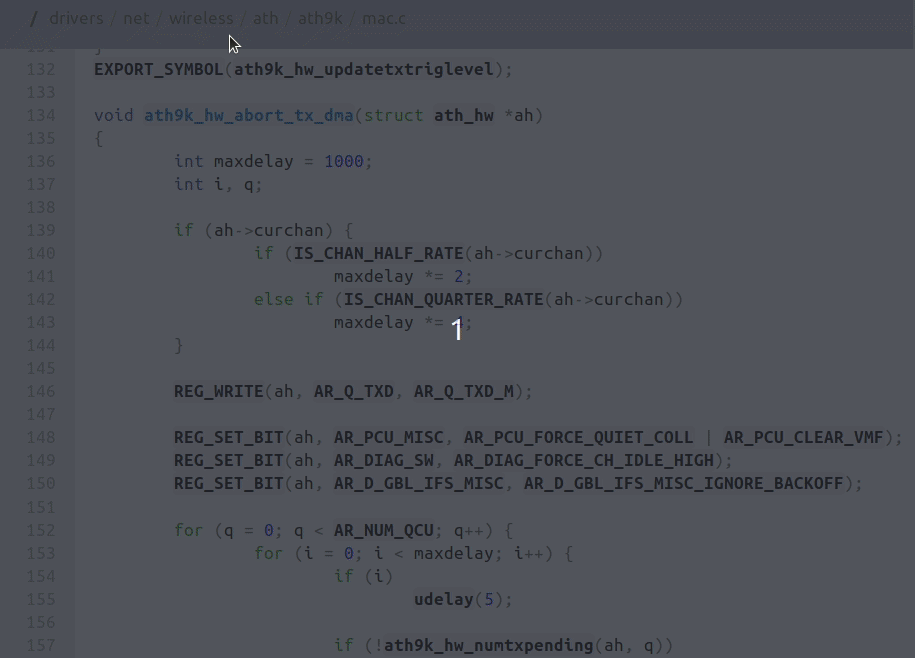 / drivers / net / wireless / ath / ath9k / mac.c
131 }
132 EXPORT_SYMBOL(ath9k_hw_updatetxtriglevel);
133
134 void ath9k_hw_abort_tx_dma(struct ath_hw *ah)
135 {
136 int maxdelay = 1000;
137 int i, q;
138
139 if (ah->curchan) {
140 if (IS_CHAN_HALF_RATE(ah->curchan))
141 maxdelay *= 2;
142 else if (IS_CHAN_QUARTER_RATE(ah->curchan))
143 maxdelay *= 4;
1
144 }
145
146 REG_WRITE(ah, AR_Q_TXD, AR_Q_TXD_M);
147
148 REG_SET_BIT(ah, AR_PCU_MISC, AR_PCU_FORCE_QUIET_COLL | AR_PCU_CLEAR_VMF);
149 REG_SET_BIT(ah, AR_DIAG_SW, AR_DIAG_FORCE_CH_IDLE_HIGH);
150 REG_SET_BIT(ah, AR_D_GBL_IFS_MISC, AR_D_GBL_IFS_MISC_IGNORE_BACKOFF);
151
152 for (q = 0; q < AR_NUM_QCU; q++) {
153 for (i = 0; i < maxdelay; i++) {
154 if (i)
155 udelay(5);
156
157 if (!ath9k_hw_numtxpending(ah, q))